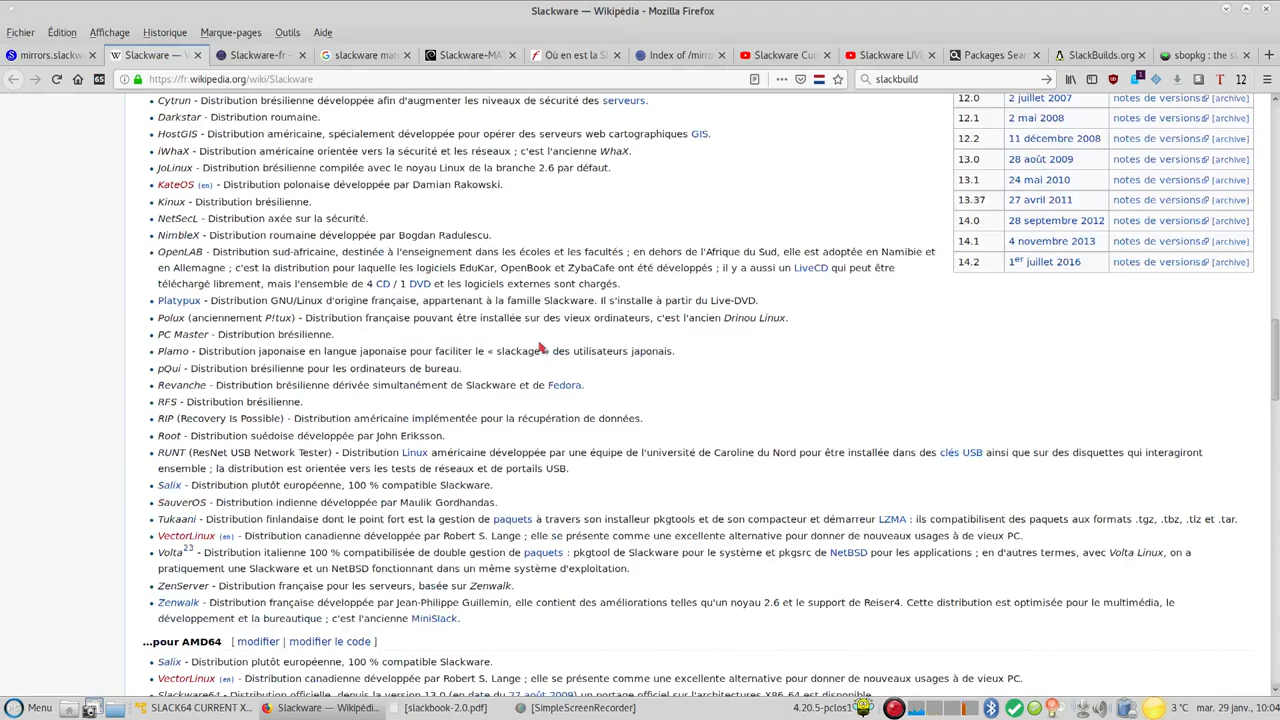 Slackware — Wikipédia - Mozilla Firefox
Fichier Édition Affichage Historique Marque-pages Outils Aide
mirrors.slackw Slackware — W Slackware-fr - slackware mat Slackware-MAT Où en est la Sl Index of /mirro Slackware Cur Slackware LIVE Packages Sear SlackBuilds.org sbopkg : the sl
https://fr.wikipedia.org/wiki/Slackware slackbuild
Cytrun - Distribution brésilienne développée afin d'augmenter les niveaux de sécurité des serveurs.
Darkstar - Distribution roumaine.
HostGIS - Distribution américaine, spécialement développée pour opérer des serveurs web cartographiques GIS.
iWhaX - Distribution américaine orientée vers la sécurité et les réseaux ; c'est l'ancienne WhaX.
JoLinux - Distribution brésilienne compilée avec le noyau Linux de la branche 2.6 par défaut.
KateOS (en) - Distribution polonaise développée par Damian Rakowski.
Kinux - Distribution brésilienne.
NetSecL - Distribution axée sur la sécurité.
NimbleX - Distribution roumaine développée par Bogdan Radulescu.
OpenLAB - Distribution sud-africaine, destinée à l'enseignement dans les écoles et les facultés ; en dehors de l'Afrique du Sud, elle est adoptée en Namibie et
en Allemagne ; c'est la distribution pour laquelle les logiciels EduKar, OpenBook et ZybaCafe ont été développés ; il y a aussi un LiveCD qui peut être
téléchargé librement, mais l'ensemble de 4 CD / 1 DVD et les logiciels externes sont chargés.
Platypux - Distribution GNU/Linux d'origine française, appartenant à la famille Slackware. Il s'installe à partir du Live-DVD.
Polux (anciennement P!tux) - Distribution française pouvant être installée sur des vieux ordinateurs, c'est l'ancien Drinou Linux.
PC Master - Distribution brésilienne.
Plamo - Distribution japonaise en langue japonaise pour faciliter le « slackage » des utilisateurs japonais.
pQui - Distribution brésilienne pour les ordinateurs de bureau.
Revanche - Distribution brésilienne dérivée simultanément de Slackware et de Fedora.
RFS - Distribution brésilienne.
RIP (Recovery Is Possible) - Distribution américaine implémentée pour la récupération de données.
Root - Distribution suédoise développée par John Eriksson.
RUNT (ResNet USB Network Tester) - Distribution Linux américaine développée par une équipe de l'université de Caroline du Nord pour être installée dans des clés USB ainsi que sur des disquettes qui interagiront
ensemble ; la distribution est orientée vers les tests de réseaux et de portails USB.
Salix - Distribution plutôt européenne, 100 % compatible Slackware.
SauverOS - Distribution indienne développée par Maulik Gordhandas.
Tukaani - Distribution finlandaise dont le point fort est la gestion de paquets à travers son installeur pkgtools et de son compacteur et démarreur LZMA : ils compatibilisent des paquets aux formats .tgz, .tbz, .tlz et .tar.
VectorLinux (en) - Distribution canadienne développée par Robert S. Lange ; elle se présente comme une excellente alternative pour donner de nouveaux usages à de vieux PC.
Volta23 - Distribution italienne 100 % compatibilisée de double gestion de paquets : pkgtool de Slackware pour le système et pkgsrc de NetBSD pour les applications ; en d'autres termes, avec Volta Linux, on a
pratiquement une Slackware et un NetBSD fonctionnant dans un même système d'exploitation.
ZenServer - Distribution française pour les serveurs, basée sur Zenwalk.
Zenwalk - Distribution française développée par Jean-Philippe Guillemin, elle contient des améliorations telles qu'un noyau 2.6 et le support de Reiser4. Cette distribution est optimisée pour le multimédia, le
développement et la bureautique ; c'est l'ancienne MiniSlack.
…pour AMD64 [ modifier | modifier le code ]
Salix - Distribution plutôt européenne, 100 % compatible Slackware.
VectorLinux (en) - Distribution canadienne développée par Robert S. Lange ; elle se présente comme une excellente alternative pour donner de nouveaux usages à de vieux PC.
Slackware64 - Distribution officielle, depuis la version 13.0 (en date du 27 août 2009) un portage officiel sur l'architectures X86_64 est disponible.
12.0 2 juillet 2007 notes de versions [archive]
12.1 2 mai 2008 notes de versions [archive]
12.2 11 décembre 2008 notes de versions [archive]
13.0 28 août 2009 notes de versions [archive]
13.1 24 mai 2010 notes de versions [archive]
13.37 27 avril 2011 notes de versions [archive]
14.0 28 septembre 2012 notes de versions [archive]
14.1 4 novembre 2013 notes de versions [archive]
14.2 1er juillet 2016 notes de versions [archive]
Menu SLACK64 CURRENT X... Slackware — Wikipédi... [slackbook-2.0.pdf] [SimpleScreenRecorder] 4.20.5-pclos1 3°C mar. 29 janv., 10:04